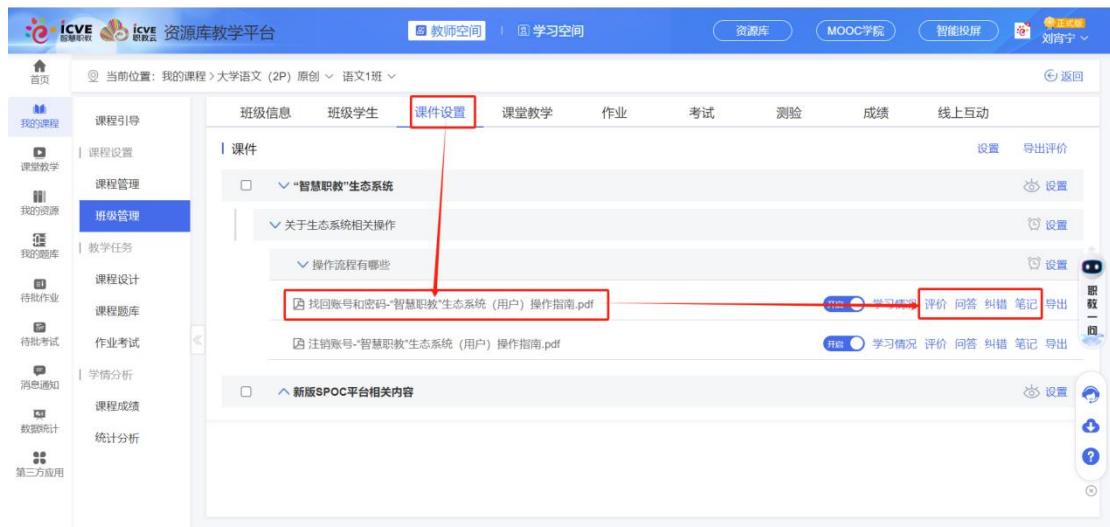 icve 智慧职教 icve 职教云 资源库教学平台 教师空间 学习空间 资源库 MOOC学院 智能投屏 正式版 刘宵宁
首页 当前位置：我的课程 > 大学语文（2P）原创 语文1班 返回
我的课程
课堂教学
我的资源
我的题库
待批作业
待批考试
消息通知
数据统计
第三方应用
课程引导
课程设置
课程管理
班级管理
教学任务
课程设计
课程题库
作业考试
学情分析
课程成绩
统计分析
班级信息 班级学生 课件设置 课堂教学 作业 考试 测验 成绩 线上互动
课件 设置 导出评价
“智慧职教”生态系统 设置
关于生态系统相关操作 设置
操作流程有哪些 设置
找回账号和密码-“智慧职教”生态系统（用户）操作指南.pdf 开启 学习情况 评价 问答 纠错 笔记 导出
注销账号-“智慧职教”生态系统（用户）操作指南.pdf 开启 学习情况 评价 问答 纠错 笔记 导出
新版SPOC平台相关内容 设置
职教一问